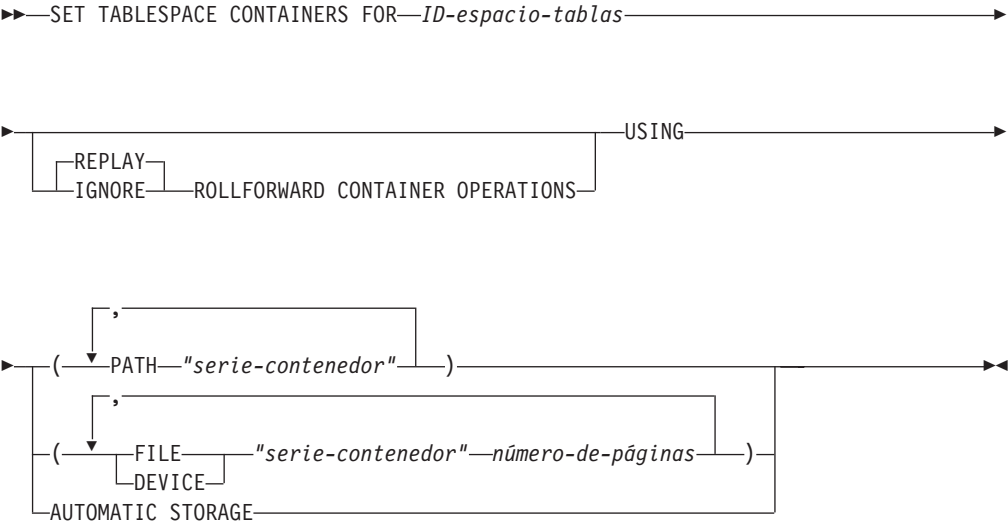 SET TABLESPACE CONTAINERS FOR ID-espacio-tablas
USING
REPLAY
IGNORE ROLLFORWARD CONTAINER OPERATIONS
,
( PATH "serie-contenedor" )
,
( FILE "serie-contenedor" número-de-páginas )
DEVICE
AUTOMATIC STORAGE